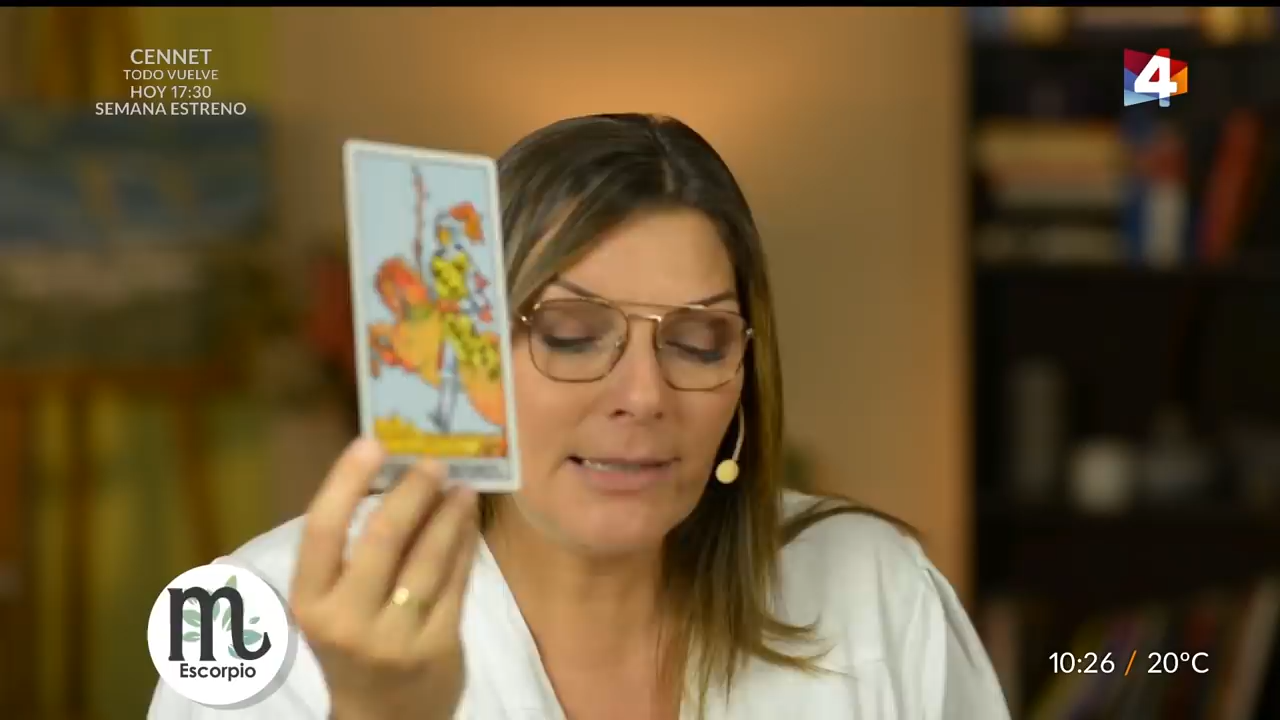 CENNET
TODO VUELVE
HOY 17:30
SEMANA ESTRENO
4
Escorpio
10:26 / 20°C